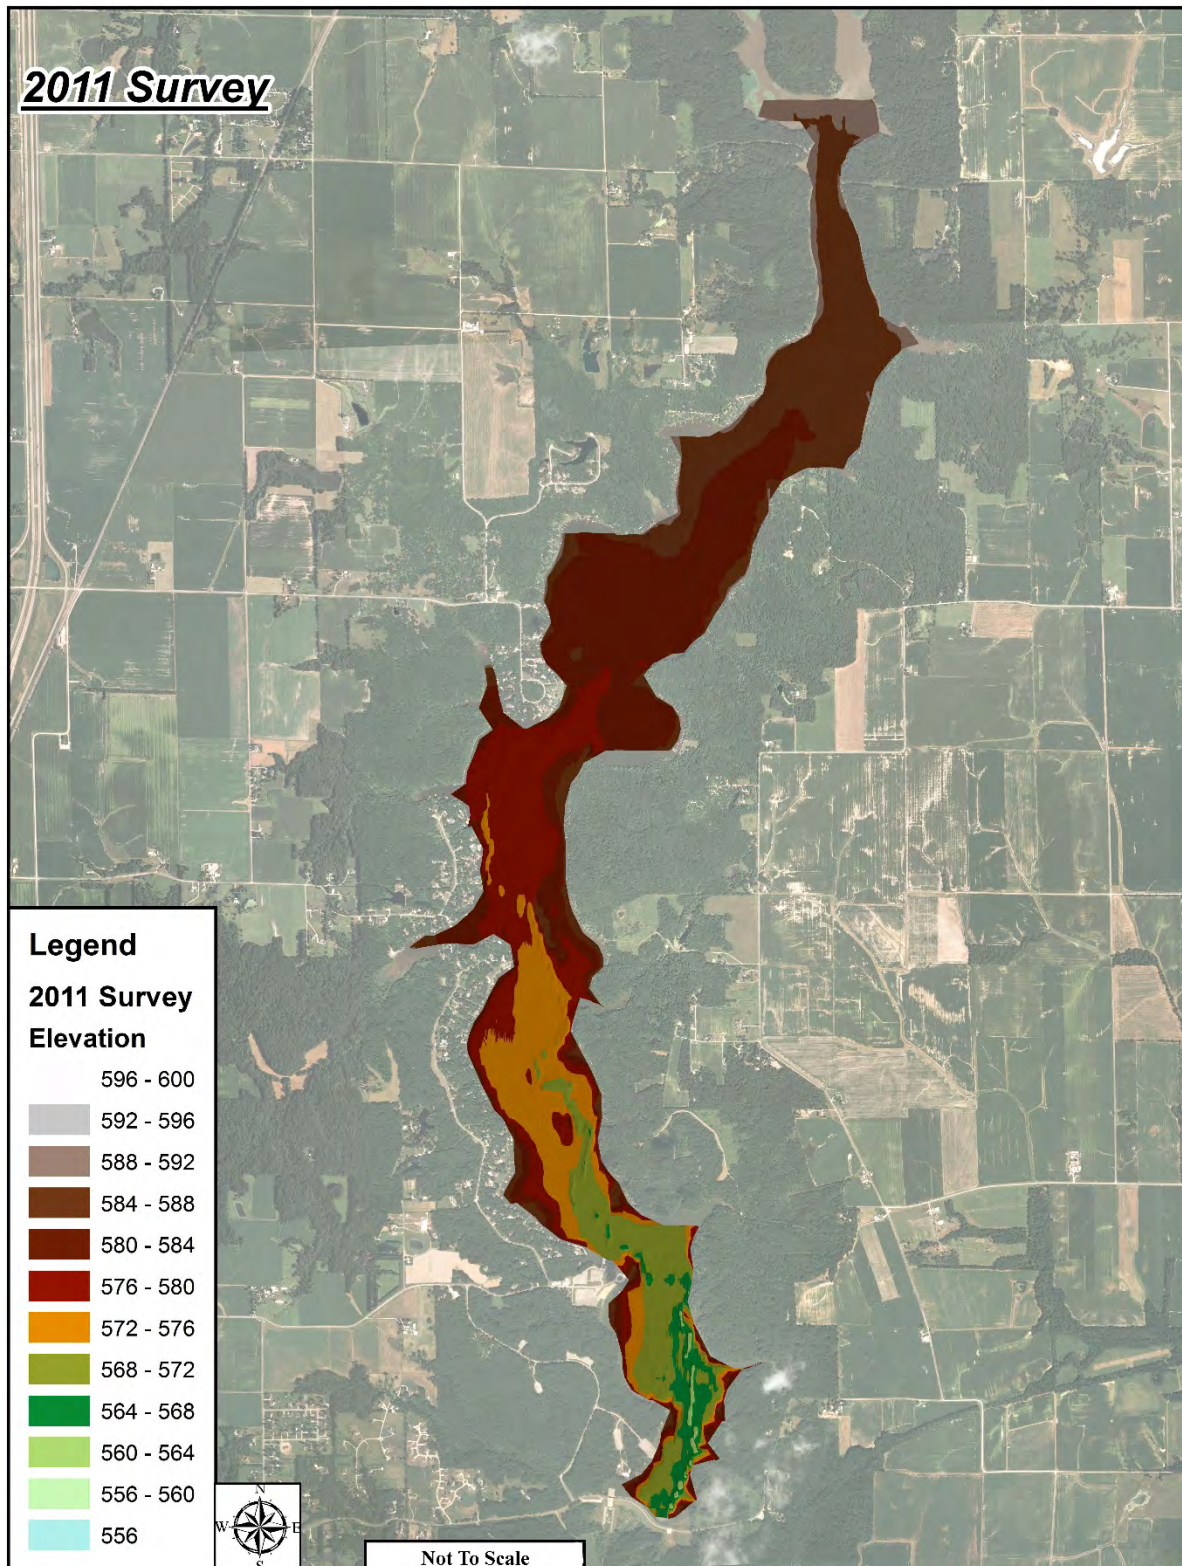 2011 Survey
Legend
2011 Survey
Elevation
596 - 600
592 - 596
588 - 592
584 - 588
580 - 584
576 - 580
572 - 576
568 - 572
564 - 568
560 - 564
556 - 560
556
N
W E
S
Not To Scale